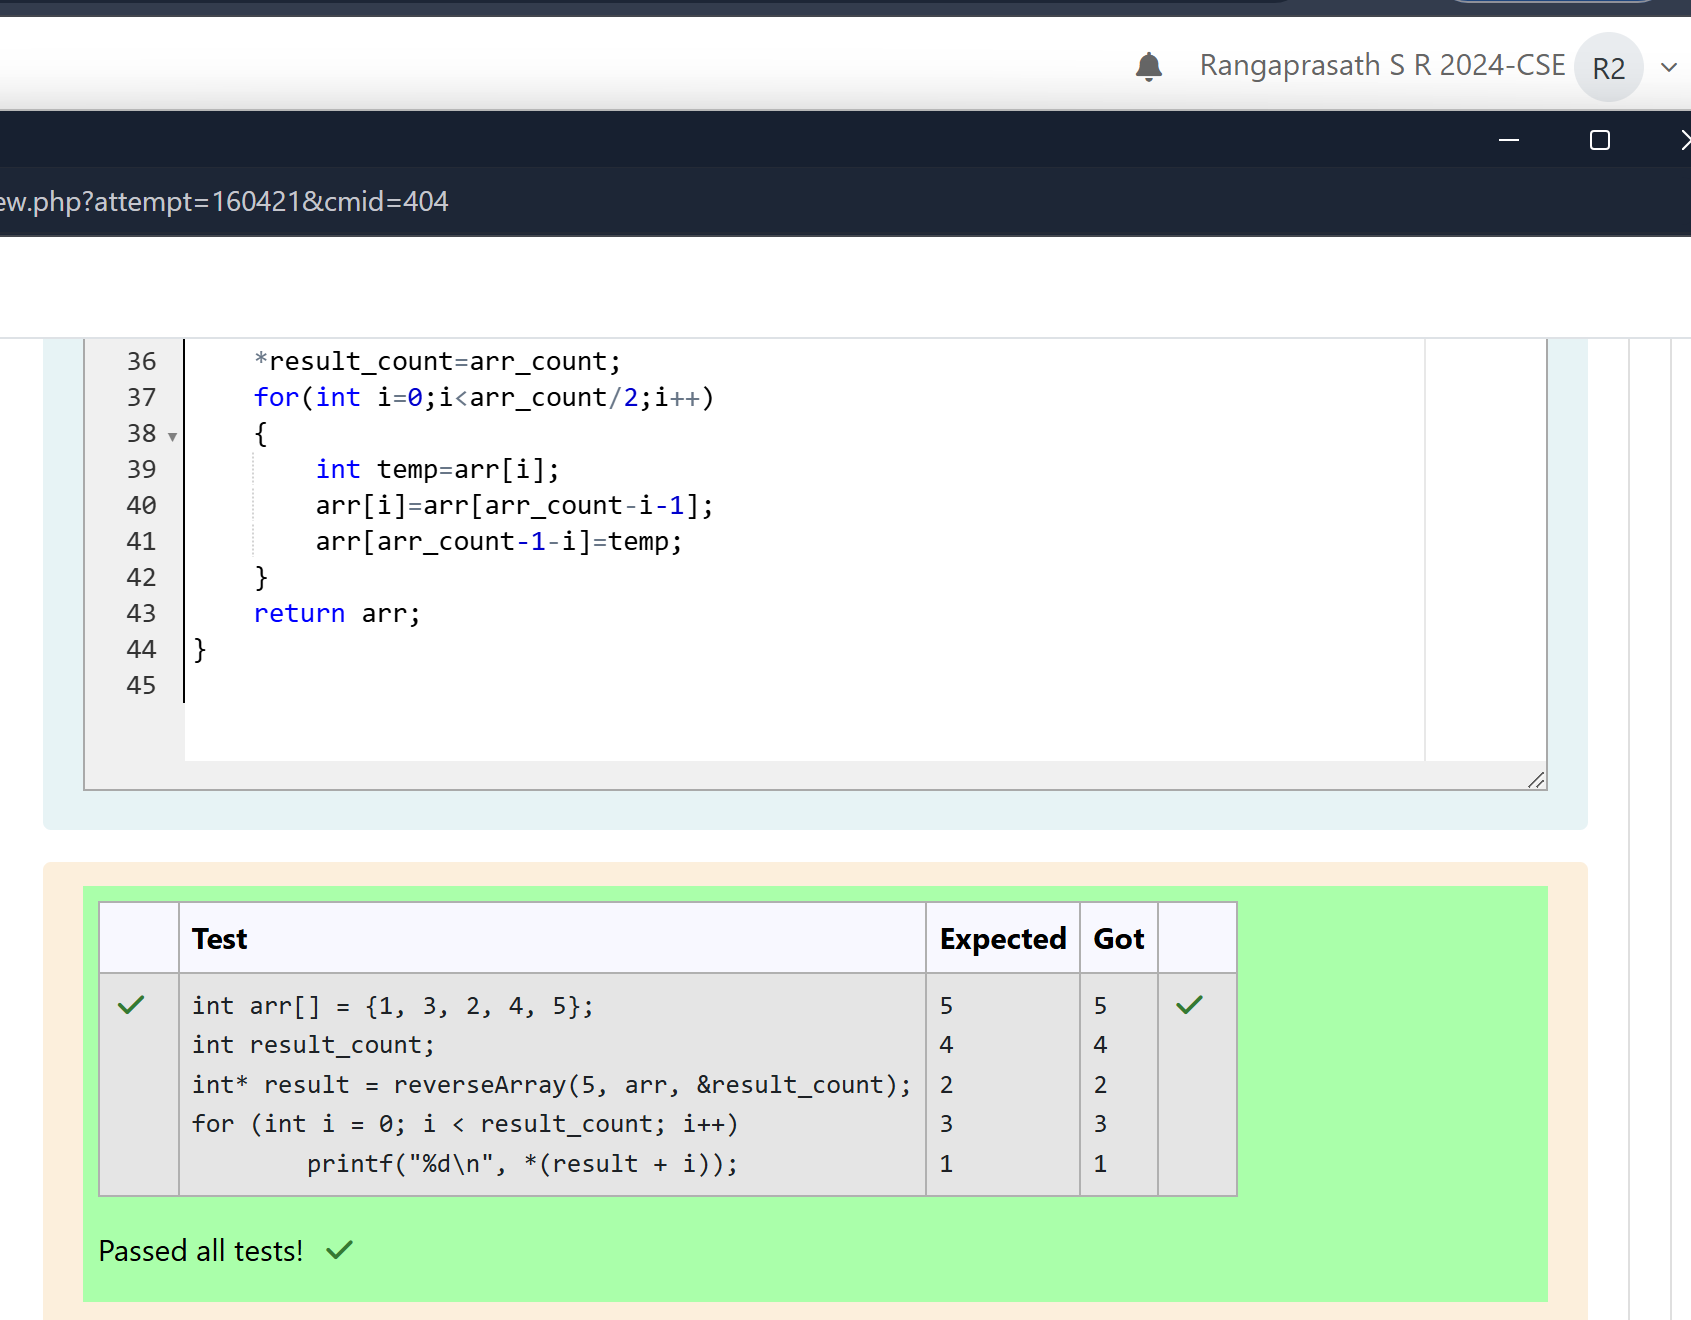 Rangaprasath S R 2024-CSE R2
ew.php?attempt=160421&cmid=404
36 *result_count=arr_count;
37 for(int i=0;i<arr_count/2;i++)
38 {
39 int temp=arr[i];
40 arr[i]=arr[arr_count-i-1];
41 arr[arr_count-1-i]=temp;
42 }
43 return arr;
44 }
45
Test Expected Got
int arr[] = {1, 3, 2, 4, 5}; 5 5
int result_count; 4 4
int* result = reverseArray(5, arr, &result_count); 2 2
for (int i = 0; i < result_count; i++) 3 3
printf("%d\n", *(result + i)); 1 1
Passed all tests!